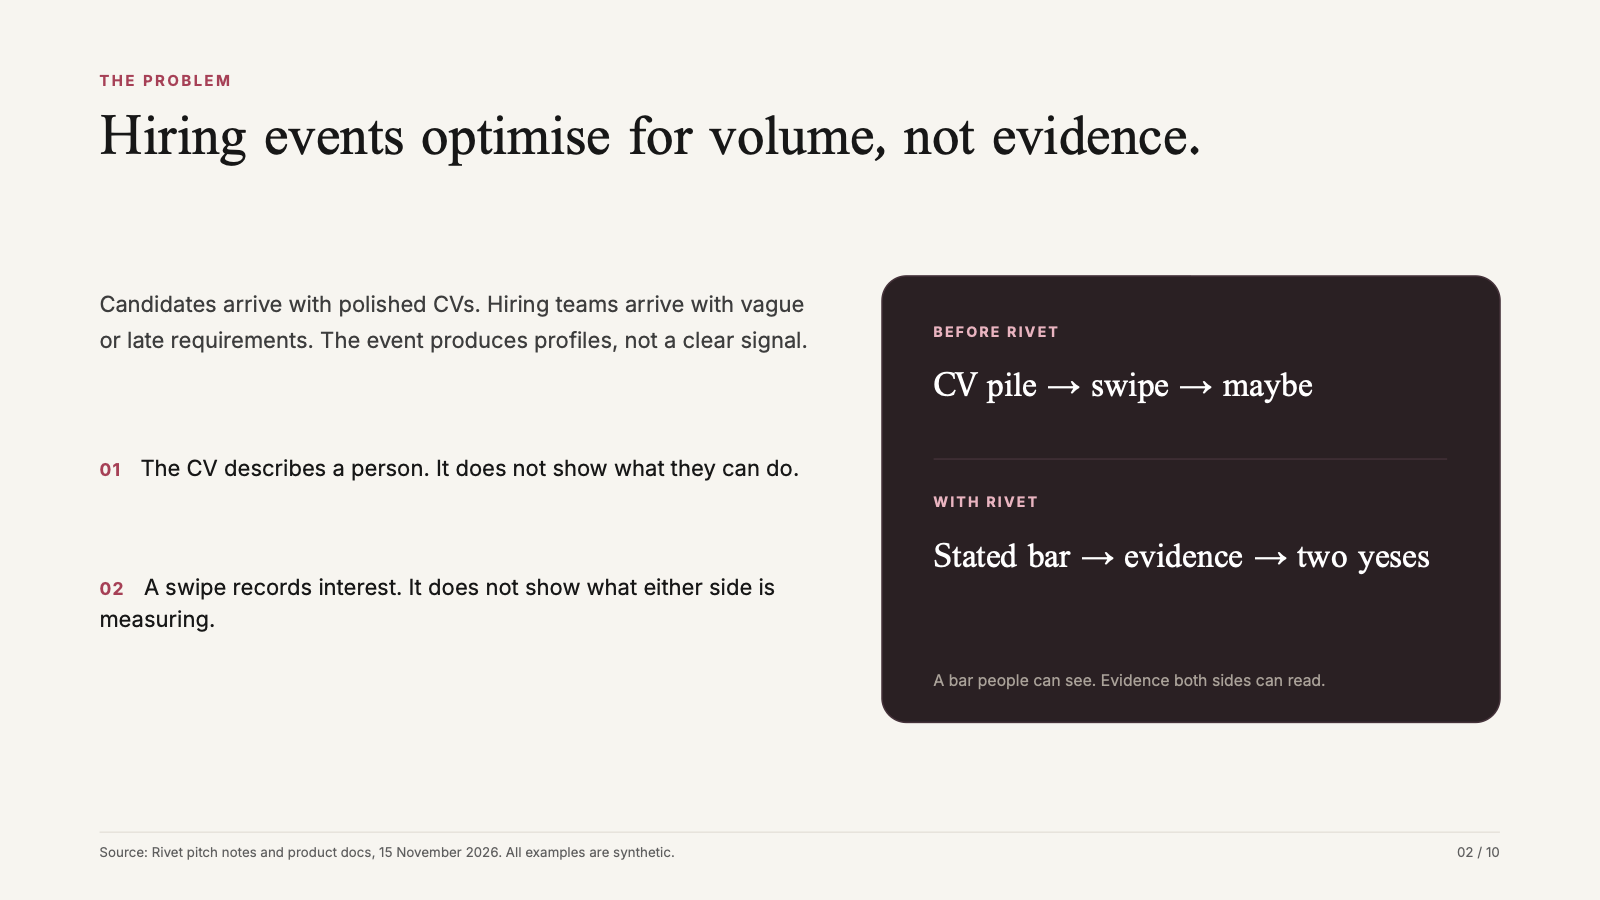 THE PROBLEM
Hiring events optimise for volume, not evidence.
Candidates arrive with polished CVs. Hiring teams arrive with vague
or late requirements. The event produces profiles, not a clear signal.
01 The CV describes a person. It does not show what they can do.
02 A swipe records interest. It does not show what either side is
measuring.
BEFORE RIVET
CV pile → swipe → maybe
WITH RIVET
Stated bar → evidence → two yeses
A bar people can see. Evidence both sides can read.
Source: Rivet pitch notes and product docs, 15 November 2026. All examples are synthetic.
02 / 10